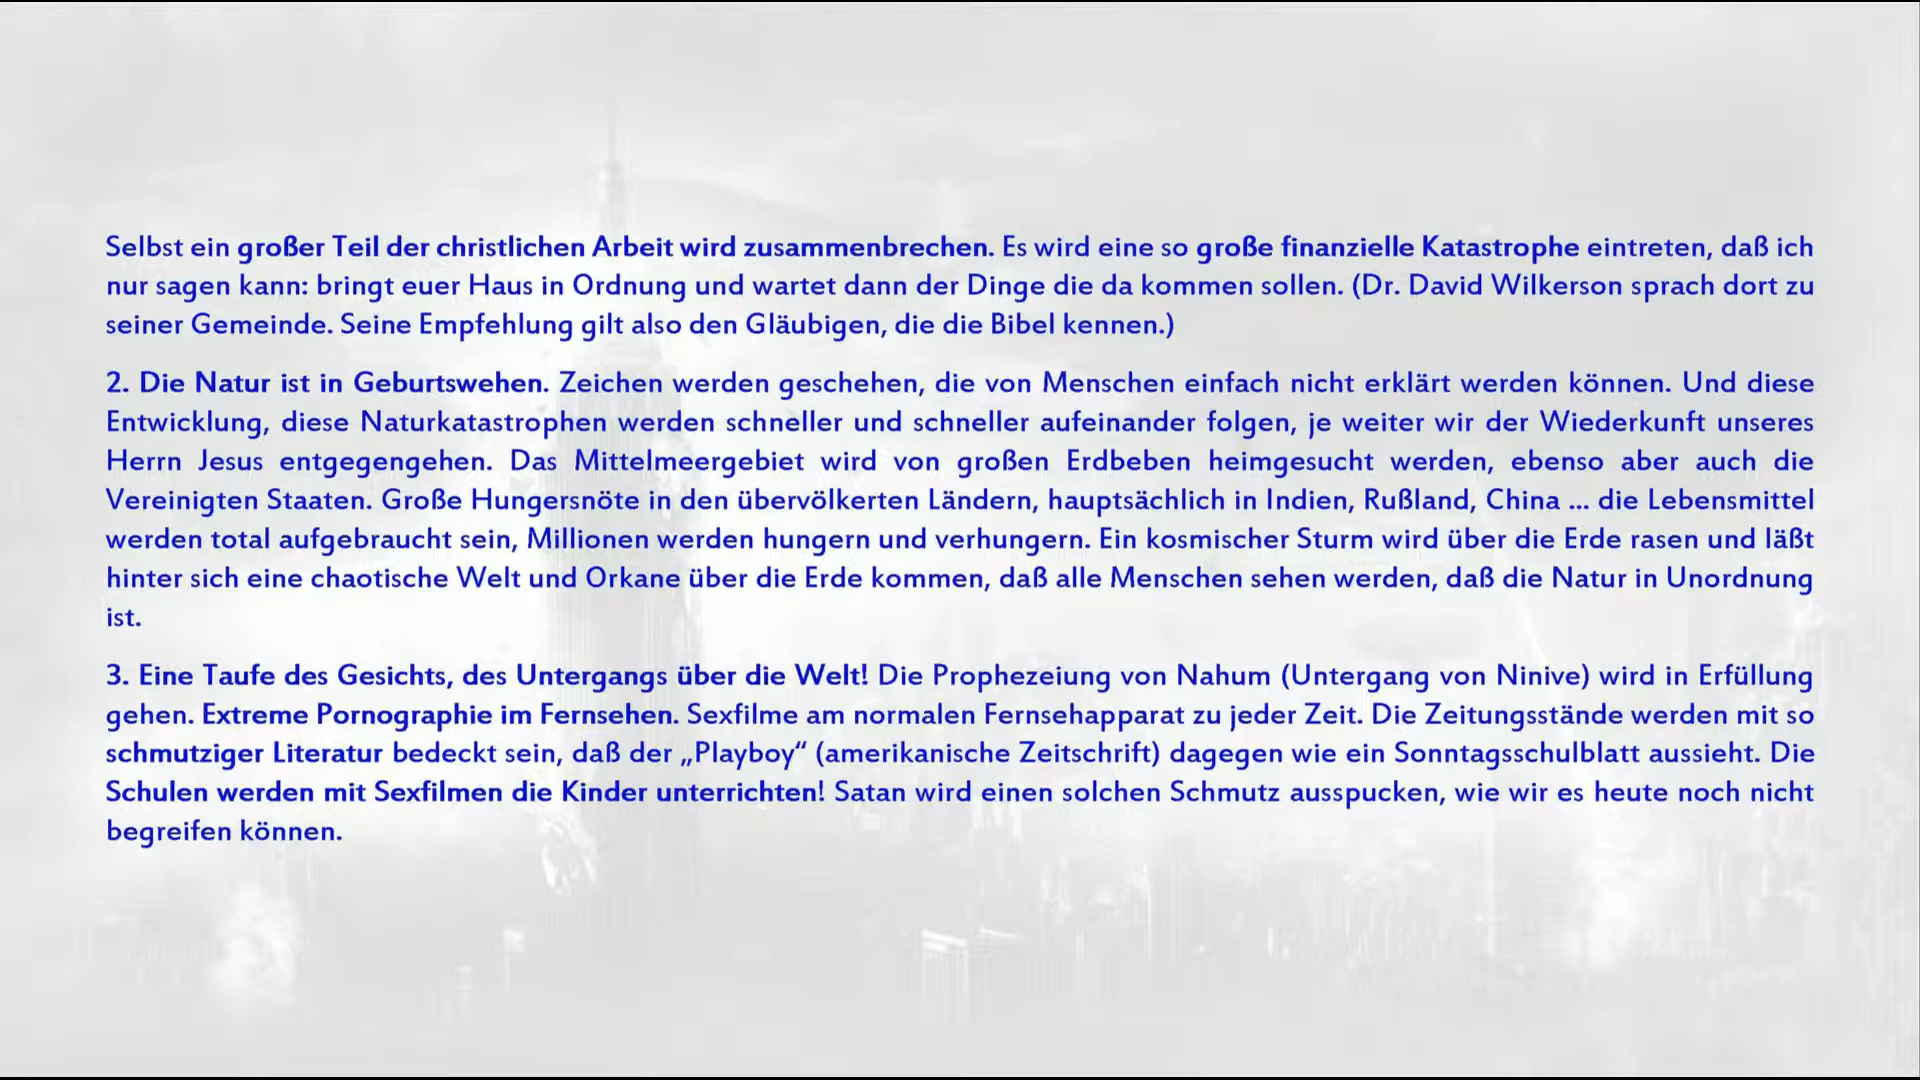 Selbst ein großer Teil der christlichen Arbeit wird zusammenbrechen. Es wird eine so große finanzielle Katastrophe eintreten, daß ich
nur sagen kann: bringt euer Haus in Ordnung und wartet dann der Dinge die da kommen sollen. (Dr. David Wilkerson sprach dort zu
seiner Gemeinde. Seine Empfehlung gilt also den Gläubigen, die die Bibel kennen.)
2. Die Natur ist in Geburtswehen. Zeichen werden geschehen, die von Menschen einfach nicht erklärt werden können. Und diese
Entwicklung, diese Naturkatastrophen werden schneller und schneller aufeinander folgen, je weiter wir der Wiederkunft unseres
Herrn Jesus entgegengehen. Das Mittelmeergebiet wird von großen Erdbeben heimgesucht werden, ebenso aber auch die
Vereinigten Staaten. Große Hungersnöte in den übervölkerten Ländern, hauptsächlich in Indien, Rußland, China ... die Lebensmittel
werden total aufgebraucht sein, Millionen werden hungern und verhungern. Ein kosmischer Sturm wird über die Erde rasen und läßt
hinter sich eine chaotische Welt und Orkane über die Erde kommen, daß alle Menschen sehen werden, daß die Natur in Unordnung
ist.
3. Eine Taufe des Gesichts, des Untergangs über die Welt! Die Prophezeiung von Nahum (Untergang von Ninive) wird in Erfüllung
gehen. Extreme Pornographie im Fernsehen. Sexfilme am normalen Fernsehapparat zu jeder Zeit. Die Zeitungsstände werden mit so
schmutziger Literatur bedeckt sein, daß der „Playboy“ (amerikanische Zeitschrift) dagegen wie ein Sonntagsschulblatt aussieht. Die
Schulen werden mit Sexfilmen die Kinder unterrichten! Satan wird einen solchen Schmutz ausspucken, wie wir es heute noch nicht
begreifen können.